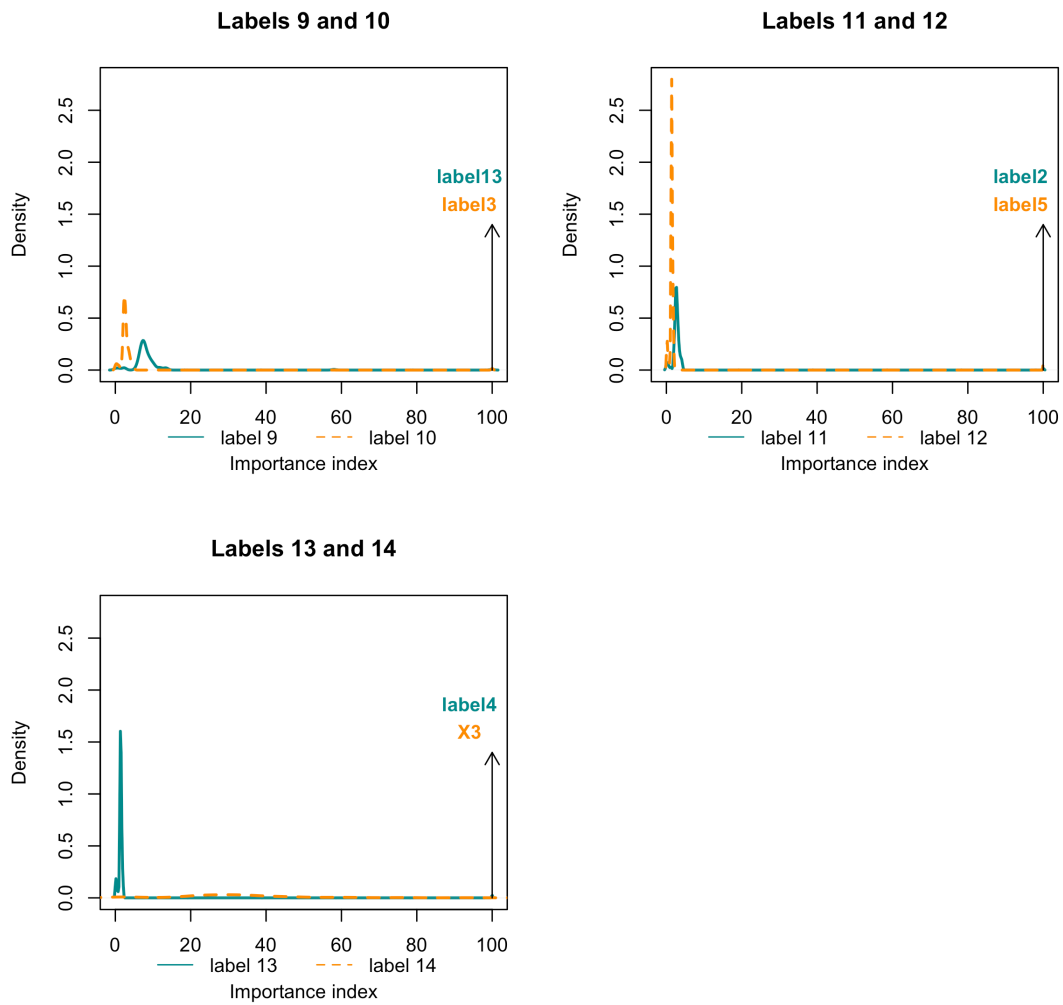 Labels 9 and 10
Density
2.5
2.0
1.5
1.0
0.5
0.0
label13
label3
0 20 40 60 80 100
label 9 label 10
Importance index
Labels 11 and 12
Density
2.5
2.0
1.5
1.0
0.5
0.0
label2
label5
0 20 40 60 80 100
label 11 label 12
Importance index
Labels 13 and 14
Density
2.5
2.0
1.5
1.0
0.5
0.0
label4
X3
0 20 40 60 80 100
label 13 label 14
Importance index